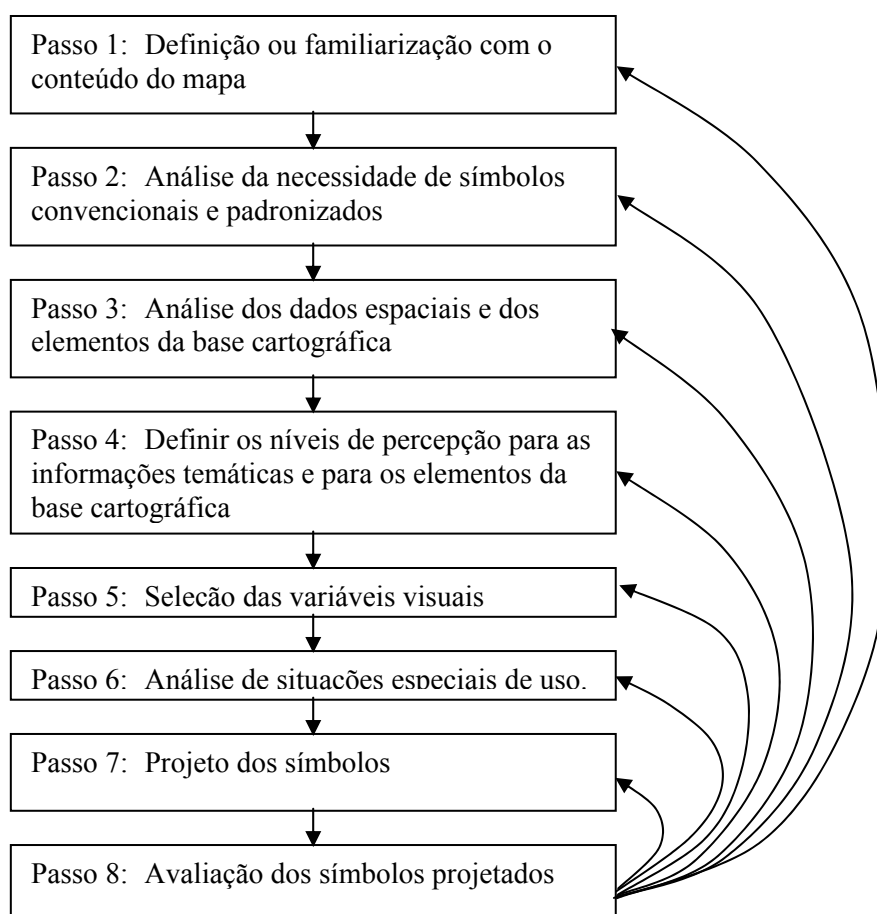 Passo 1: Definição ou familiarização com o
conteúdo do mapa
Passo 2: Análise da necessidade de símbolos
convencionais e padronizados
Passo 3: Análise dos dados espaciais e dos
elementos da base cartográfica
Passo 4: Definir os níveis de percepção para as
informações temáticas e para os elementos da
base cartográfica
Passo 5: Seleção das variáveis visuais
Passo 6: Análise de situações especiais de uso.
Passo 7: Projeto dos símbolos
Passo 8: Avaliação dos símbolos projetados